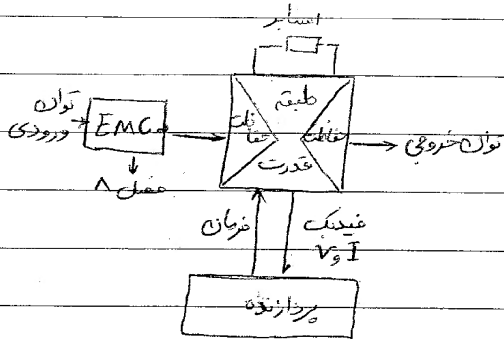 اسنابر
توان
ورودی
EMC
فصل ۸
طبقه
قدرت
حفاظت
حفاظت
توان خروجی
فرمان
فیدبک
I و V
پردازنده